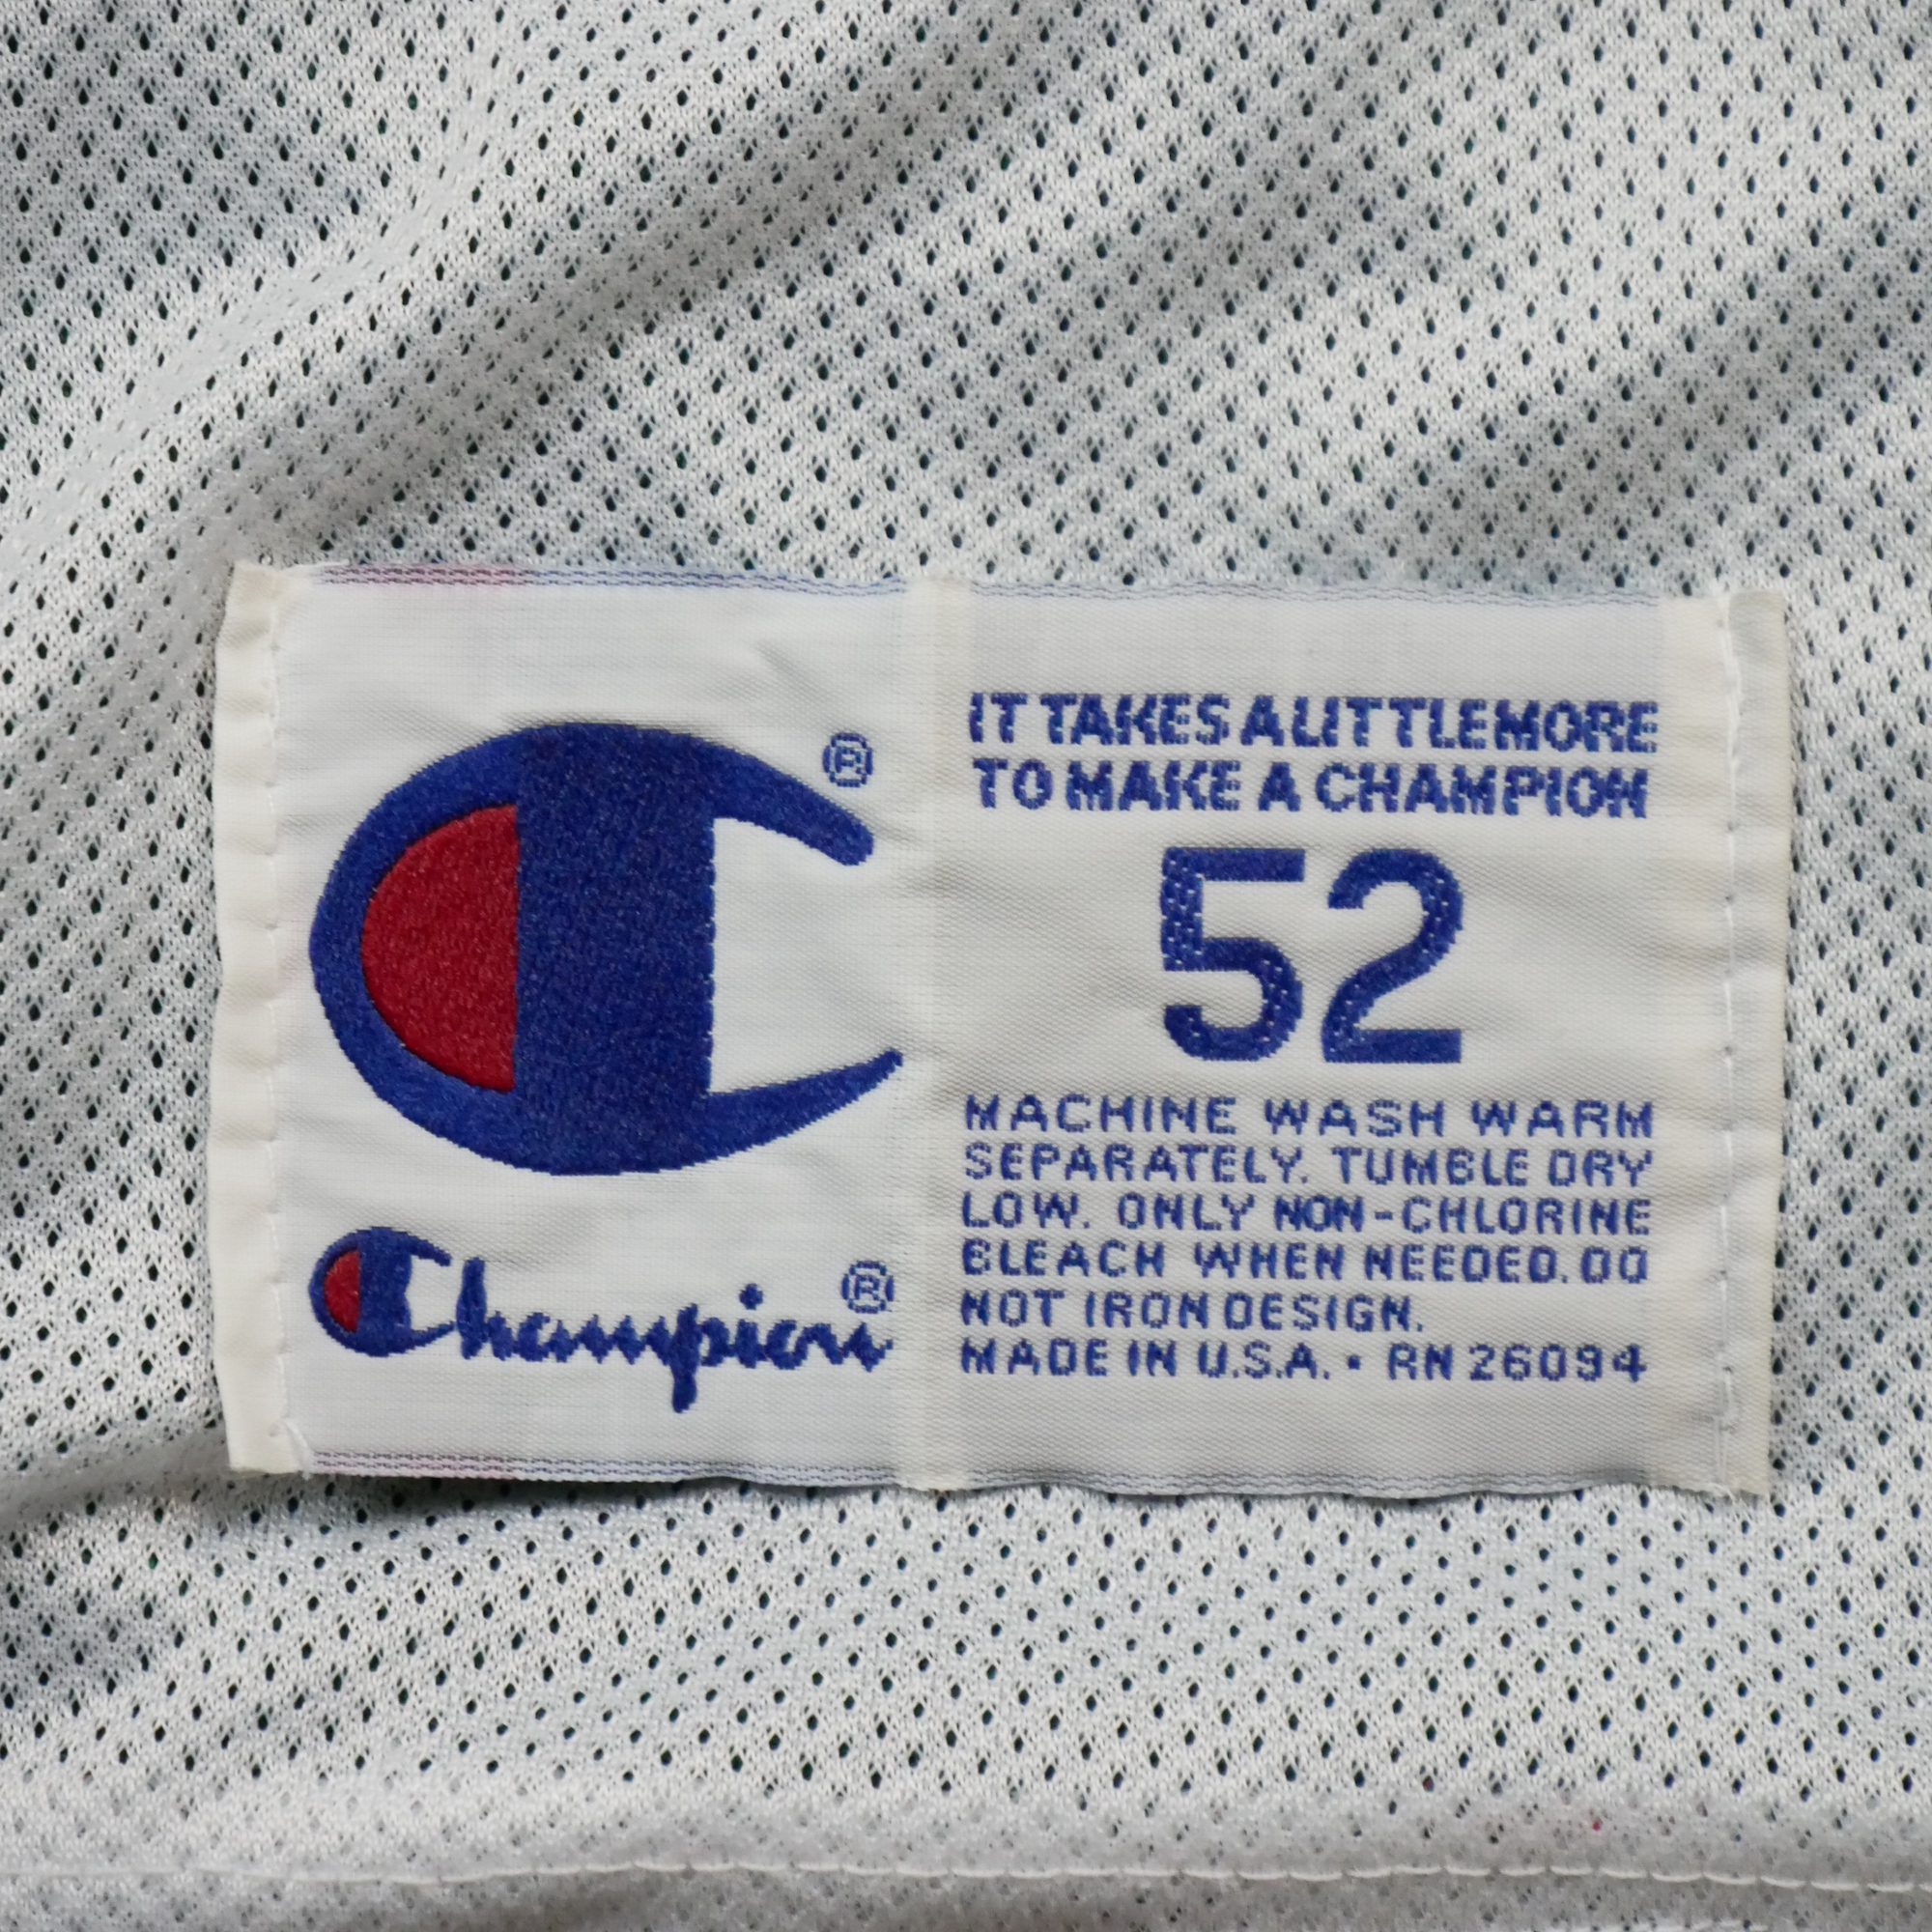 ®
Champion®
IT TAKES A LITTLE MORE
TO MAKE A CHAMPION
52
MACHINE WASH WARM
SEPARATELY. TUMBLE DRY
LOW. ONLY NON-CHLORINE
BLEACH WHEN NEEDED. DO
NOT IRON DESIGN.
MADE IN U.S.A. • RN 26094